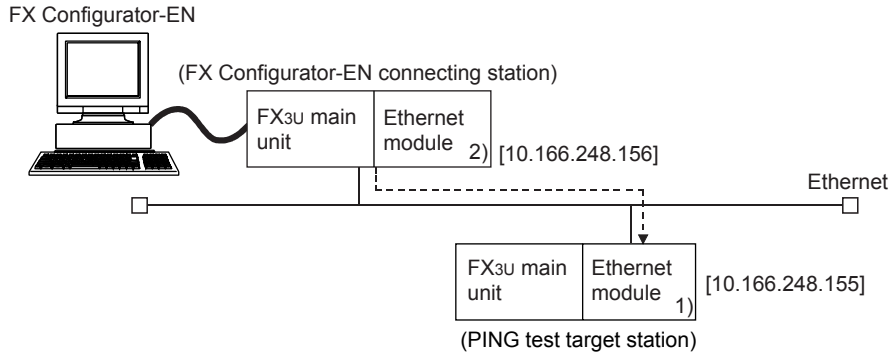 FX Configurator-EN
(FX Configurator-EN connecting station)
FX3U main
unit
Ethernet
module
2)
[10.166.248.156]
Ethernet
FX3U main
unit
Ethernet
module
1)
[10.166.248.155]
(PING test target station)